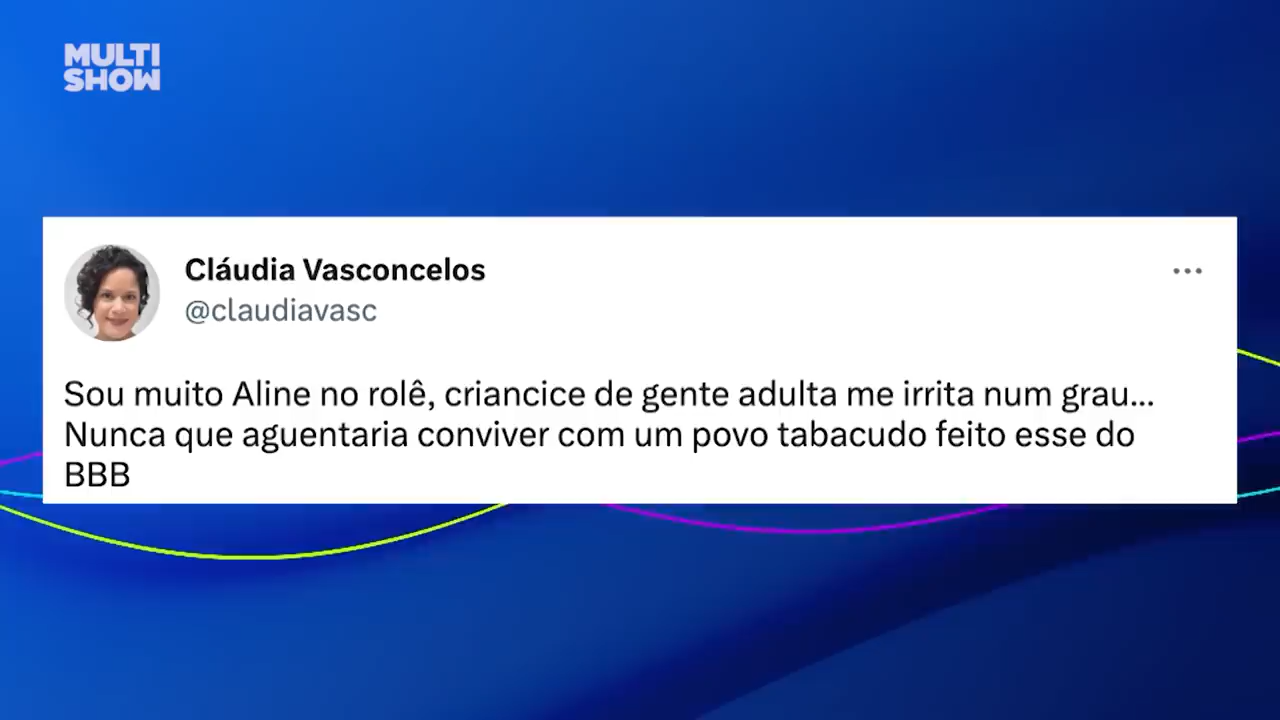 MULTI
SHOW
Cláudia Vasconcelos
@claudiavasc
Sou muito Aline no rolê, criancice de gente adulta me irrita num grau...
Nunca que aguentaria conviver com um povo tabacudo feito esse do
BBB